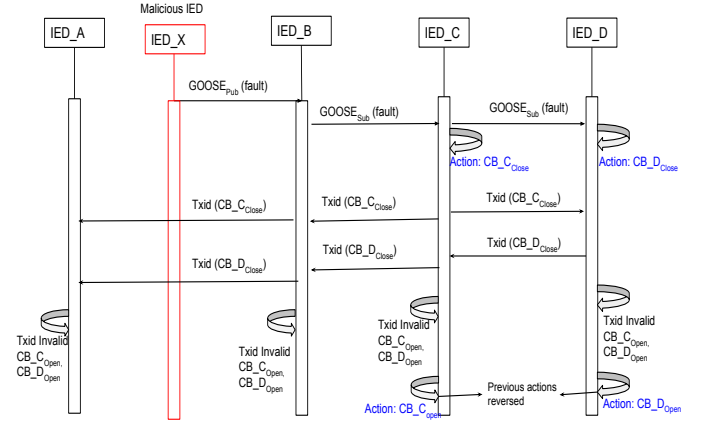 Malicious IED
IED_A
IED_X
IED_B
IED_C
IED_D
GOOSEPub (fault)
GOOSESub (fault)
GOOSESub (fault)
Action: CB_CClose
Action: CB_DClose
Txid (CB_CClose)
Txid (CB_CClose)
Txid (CB_CClose)
Txid (CB_DClose)
Txid (CB_DClose)
Txid (CB_DClose)
Txid Invalid
CB_COpen,
CB_DOpen
Txid Invalid
CB_COpen,
CB_DOpen
Txid Invalid
CB_COpen,
CB_DOpen
Txid Invalid
CB_COpen,
CB_DOpen
Previous actions
reversed
Action: CB_Copen
Action: CB_DOpen